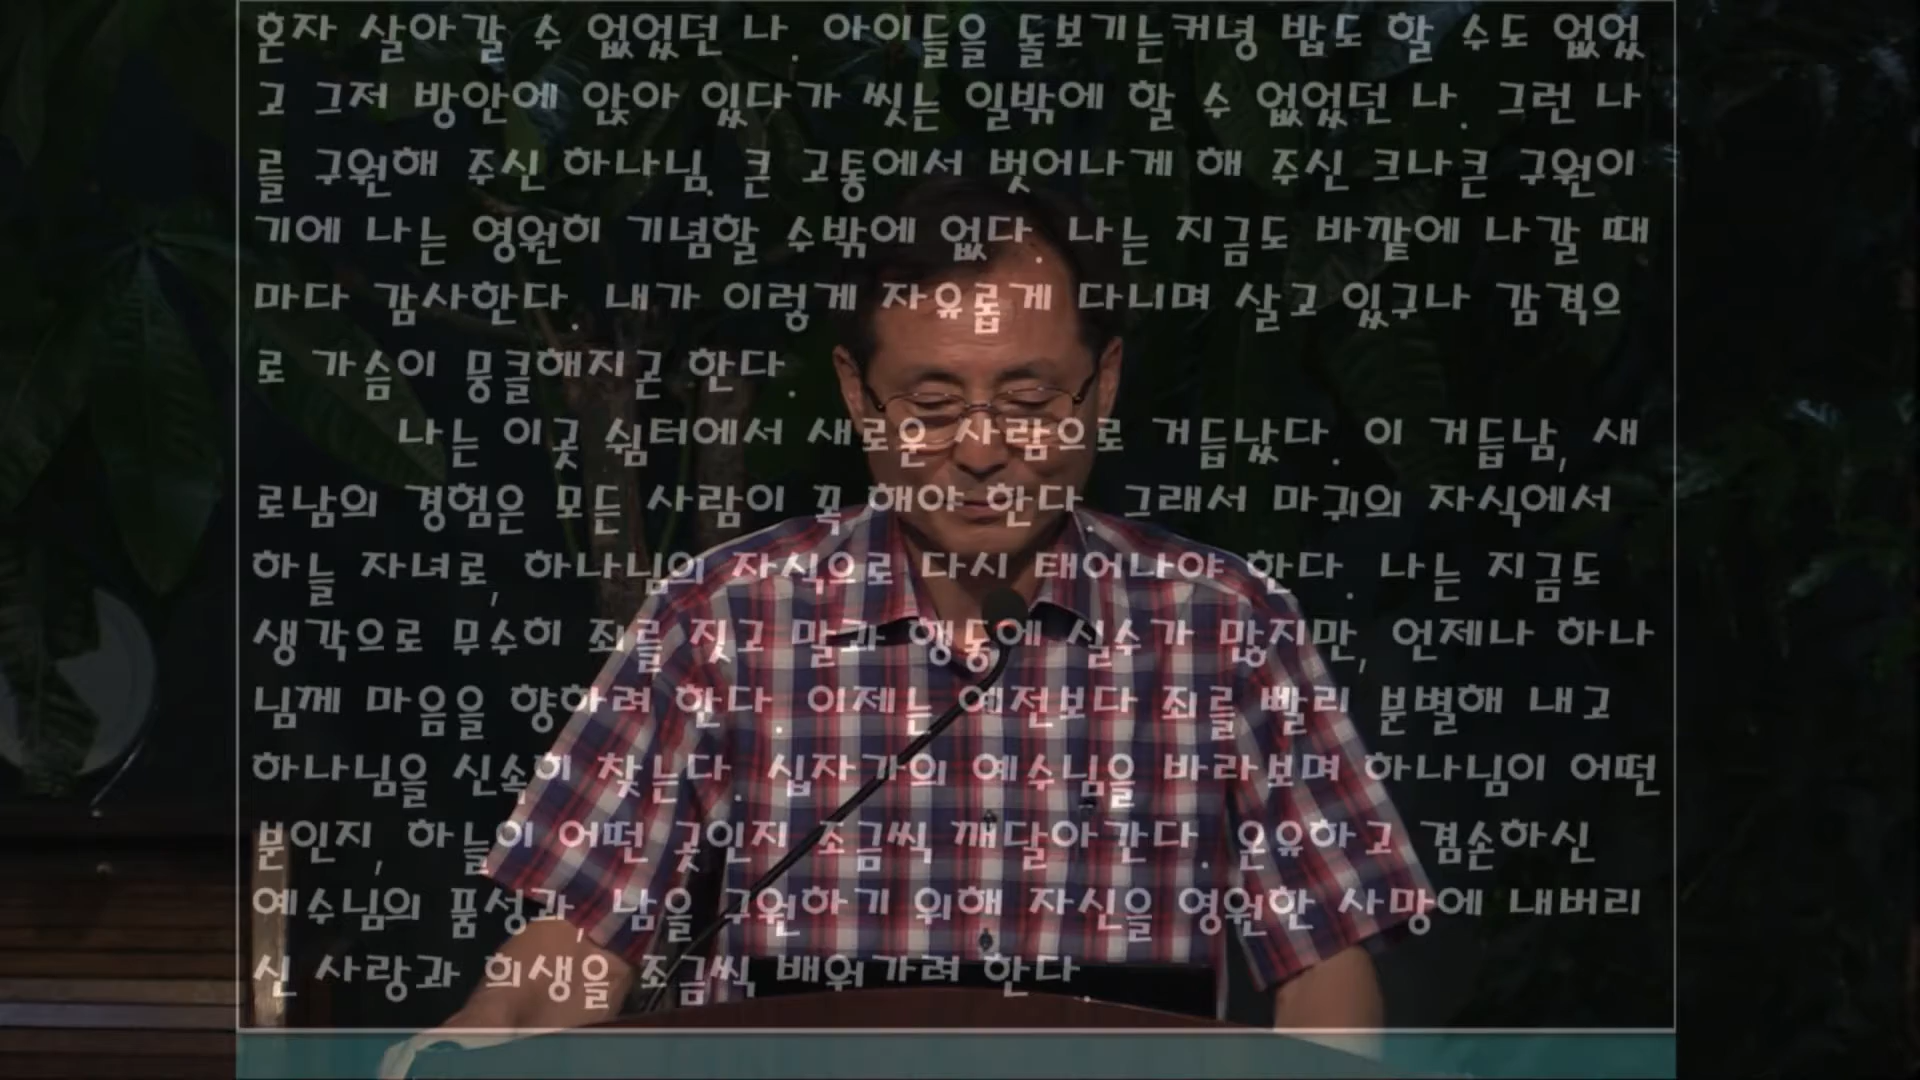 혼자 살아갈 수 없었던 나. 아이들을 돌보기는커녕 밥도 할 수도 없었
고 그저 방안에 앉아 있다가 씻는 일밖에 할 수 없었던 나. 그런 나
를 구원해 주신 하나님. 큰 고통에서 벗어나게 해 주신 크나큰 구원이
기에 나는 영원히 기념할 수밖에 없다. 나는 지금도 바깥에 나갈 때
마다 감사한다. 내가 이렇게 자유롭게 다니며 살고 있구나 감격으
로 가슴이 뭉클해지곤 한다.
나는 이곳 쉼터에서 새로운 사람으로 거듭났다. 이 거듭남, 새
로남의 경험은 모든 사람이 꼭 해야 한다. 그래서 마귀의 자식에서
하늘 자녀로, 하나님의 자식으로 다시 태어나야 한다. 나는 지금도
생각으로 무수히 죄를 짓고 말과 행동에 실수가 많지만, 언제나 하나
님께 마음을 향하려 한다. 이제는 예전보다 죄를 빨리 분별해 내고
하나님을 신속히 찾는다. 십자가의 예수님을 바라보며 하나님이 어떤
분인지, 하늘이 어떤 곳인지 조금씩 깨달아간다. 온유하고 겸손하신
예수님의 품성과, 남을 구원하기 위해 자신을 영원한 사망에 내버리
신 사랑과 희생을 조금씩 배워가려 한다.